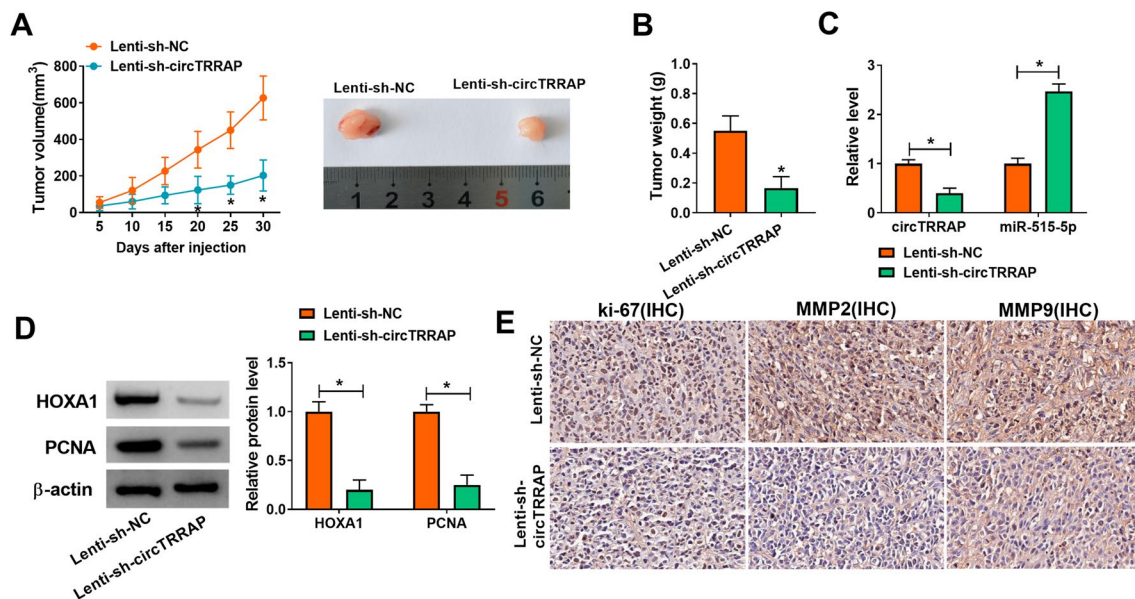 A
Lenti-sh-NC
Lenti-sh-circTRRAP
Tumor volume(mm3)
800
600
400
200
0
5 10 15 20 25 30
* * *
Days after injection
Lenti-sh-NC Lenti-sh-circTRRAP
1 2 3 4 5 6
B
Tumor weight (g)
1.0
0.8
0.6
0.4
0.2
0.0
*
Lenti-sh-NC
Lenti-sh-circTRRAP
C
Relative level
3
2
1
0
* *
circTRRAP miR-515-5p
Lenti-sh-NC
Lenti-sh-circTRRAP
D
HOXA1
PCNA
β-actin
Lenti-sh-NC
Lenti-sh-circTRRAP
Lenti-sh-NC
Lenti-sh-circTRRAP
Relative protein level
1.5
1.0
0.5
0.0
* *
HOXA1 PCNA
E
ki-67(IHC) MMP2(IHC) MMP9(IHC)
Lenti-sh-NC
Lenti-sh-
circTRRAP